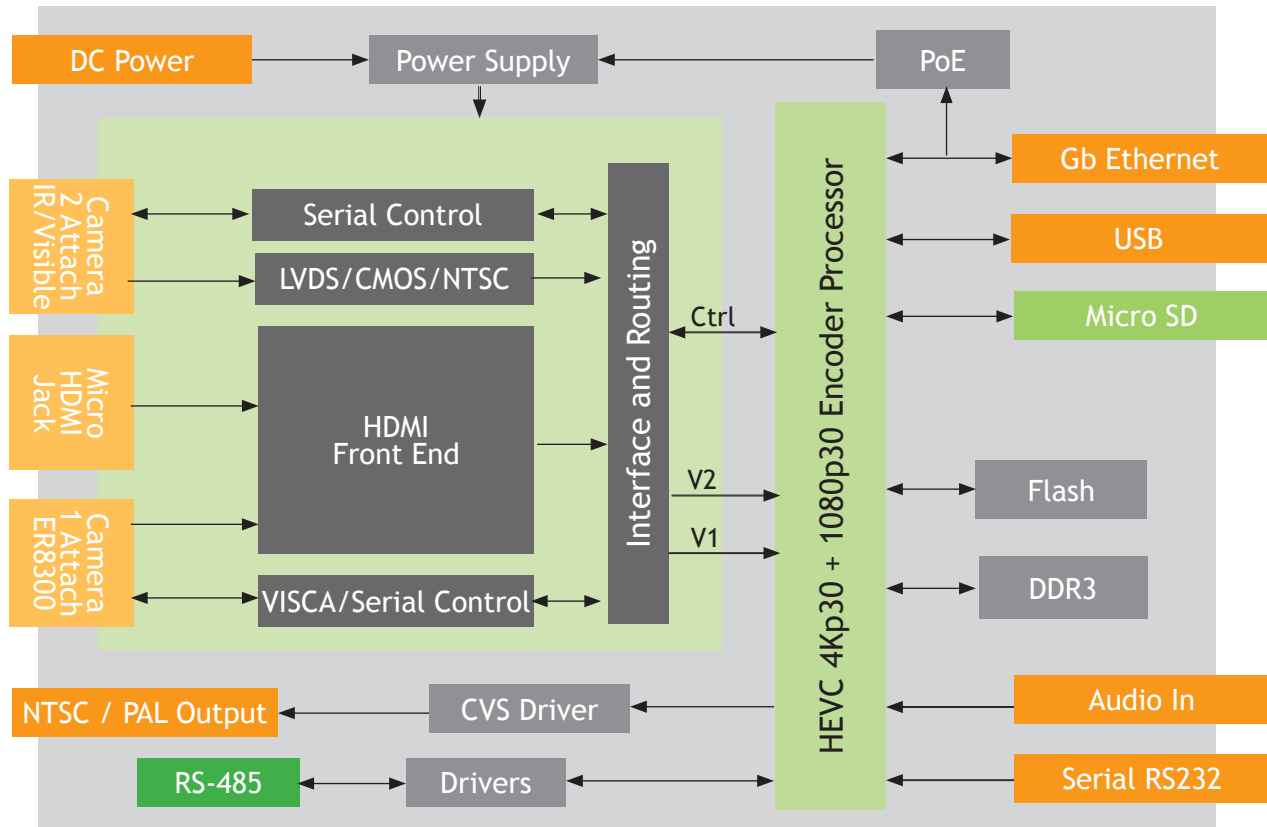 DC Power
Power Supply
PoE
Gb Ethernet
USB
Micro SD
Camera
2 Attach
IR/Visible
Serial Control
LVDS/CMOS/NTSC
Micro
HDMI
Jack
HDMI
Front End
Camera
1 Attach
ER8300
VISCA/Serial Control
Interface and Routing
Ctrl
V2
V1
HEVC 4Kp30 + 1080p30 Encoder Processor
Flash
DDR3
NTSC / PAL Output
CVS Driver
Audio In
RS-485
Drivers
Serial RS232